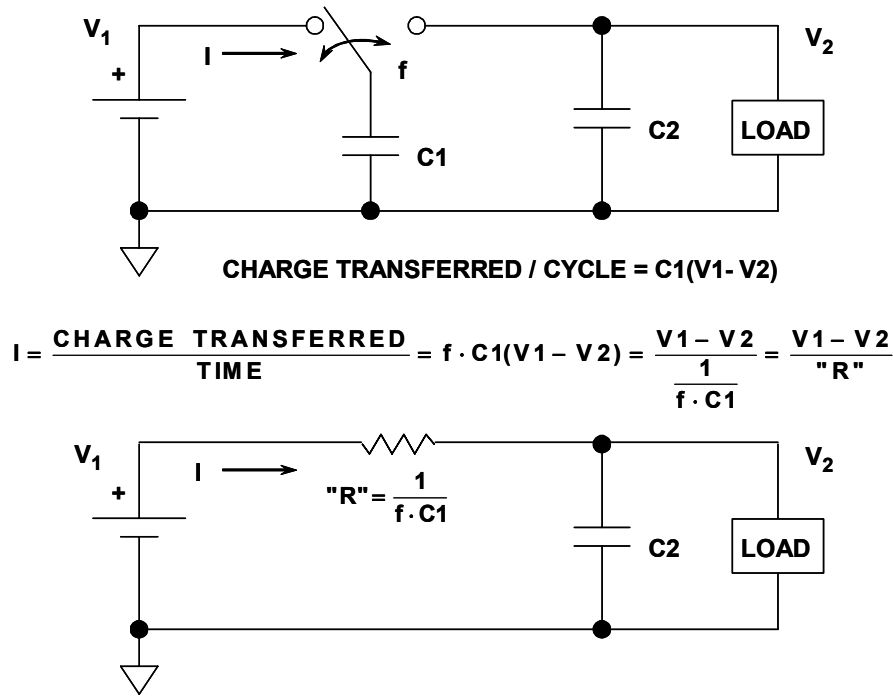 V₁
I
f
V₂
+
C1
C2
LOAD
CHARGE TRANSFERRED / CYCLE = C1(V1- V2)
I = CHARGE TRANSFERRED / TIME = f · C1(V1 – V2) = V1 – V2 / 1 / f · C1 = V1 – V2 / "R"
V₁
I
V₂
+
"R" = 1 / f · C1
C2
LOAD